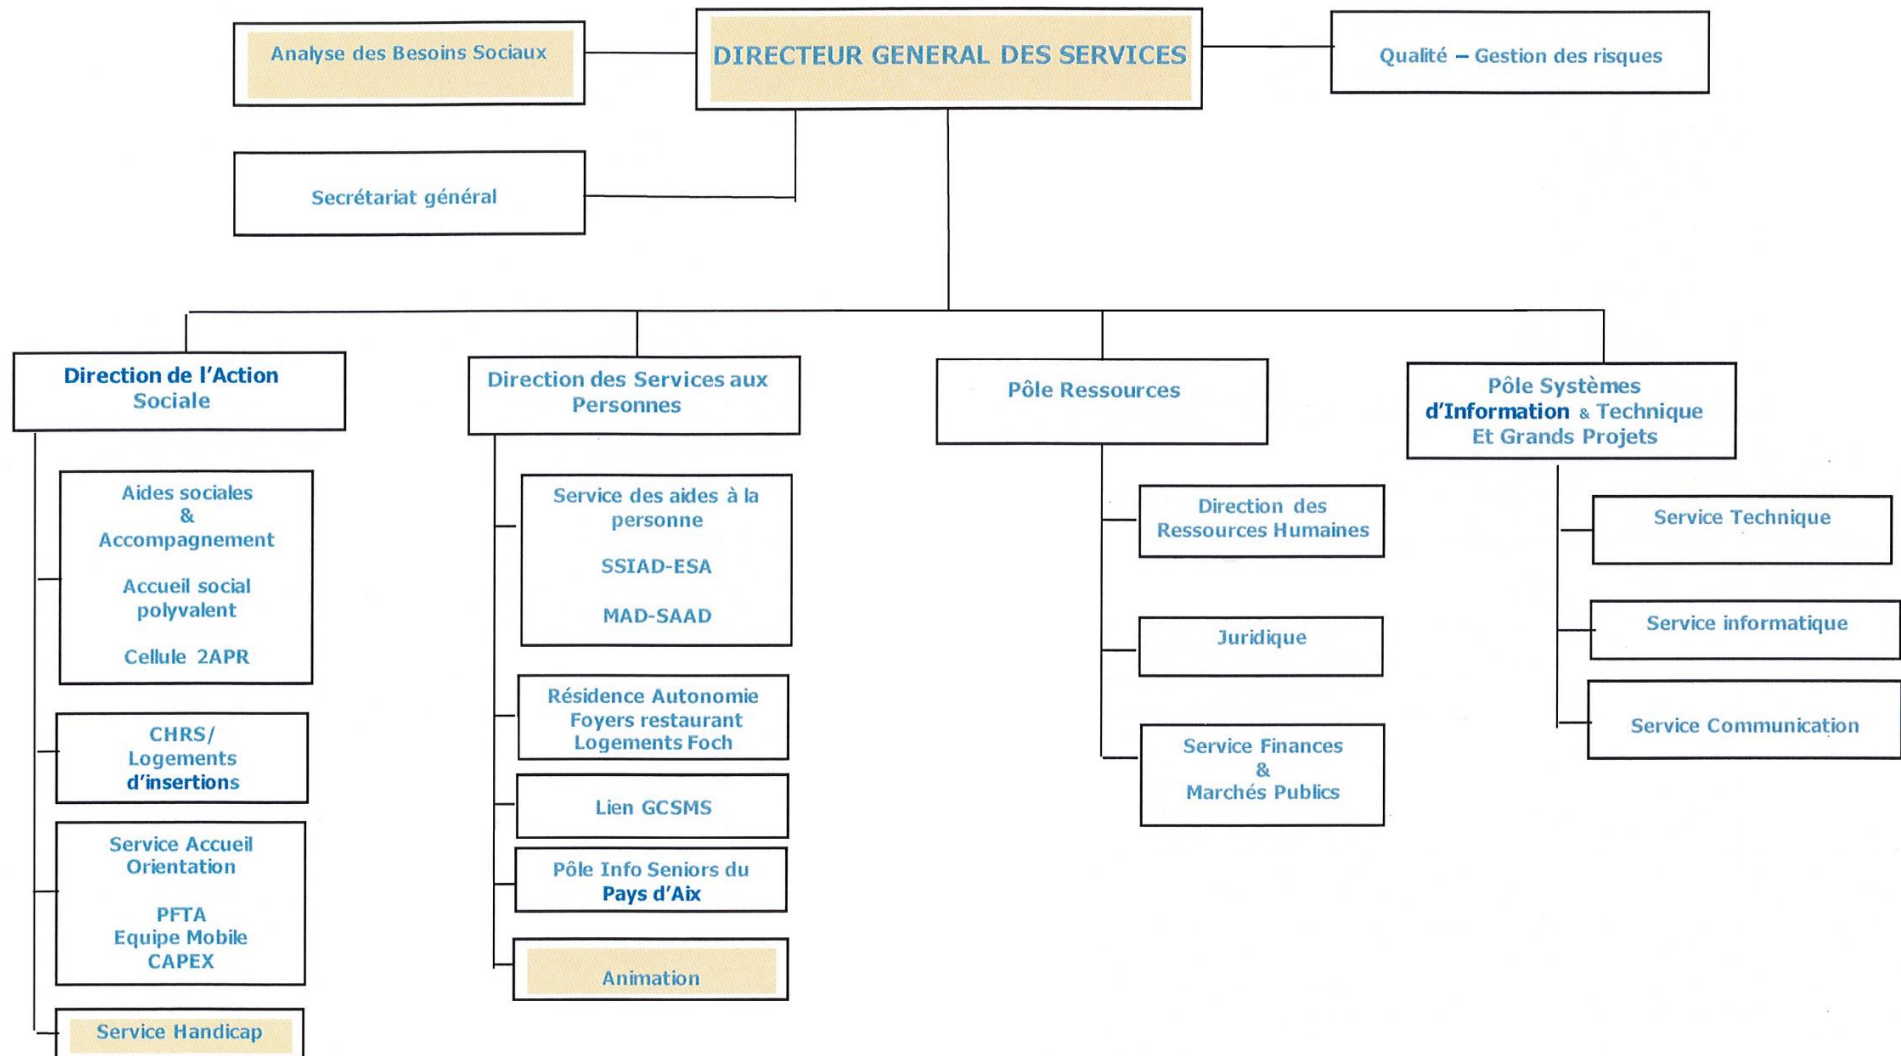 Analyse des Besoins Sociaux
DIRECTEUR GENERAL DES SERVICES
Qualité – Gestion des risques
Secrétariat général
Direction de l'Action
Sociale
Aides sociales
&
Accompagnement
Accueil social
polyvalent
Cellule 2APR
CHRS/
Logements
d'insertions
Service Accueil
Orientation
PFTA
Equipe Mobile
CAPEX
Service Handicap
Direction des Services aux
Personnes
Service des aides à la
personne
SSIAD-ESA
MAD-SAAD
Résidence Autonomie
Foyers restaurant
Logements Foch
Lien GCSMS
Pôle Info Seniors du
Pays d'Aix
Animation
Pôle Ressources
Direction des
Ressources Humaines
Juridique
Service Finances
&
Marchés Publics
Pôle Systèmes
d'Information & Technique
Et Grands Projets
Service Technique
Service informatique
Service Communication